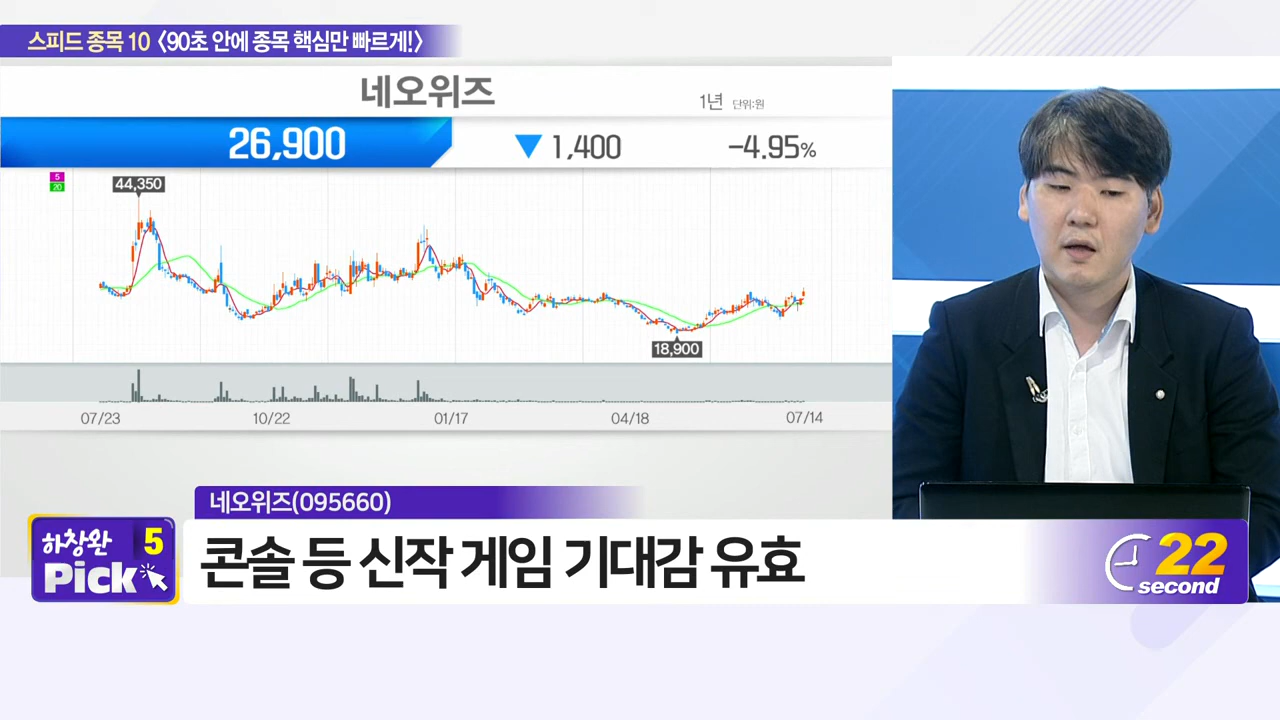 스피드 종목 10 <90초 안에 종목 핵심만 빠르게!>
네오위즈
1년 단위:원
26,900 ▼ 1,400 -4.95%
5
20
44,350
18,900
07/23 10/22 01/17 04/18 07/14
네오위즈(095660)
하창완 5
Pick
콘솔 등 신작 게임 기대감 유효
22
second